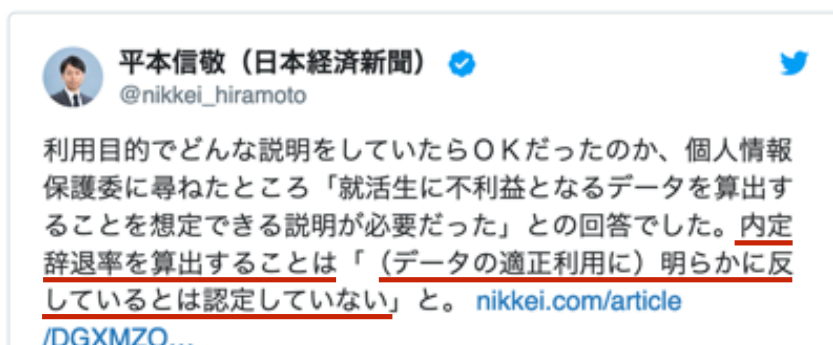 平本信敬（日本経済新聞）
@nikkei_hiramoto
利用目的でどんな説明をしていたらＯＫだったのか、個人情報
保護委に尋ねたところ「就活生に不利益となるデータを算出す
ることを想定できる説明が必要だった」との回答でした。内定
辞退率を算出することは「（データの適正利用に）明らかに反
しているとは認定していない」と。 nikkei.com/article
/DGXMZO…